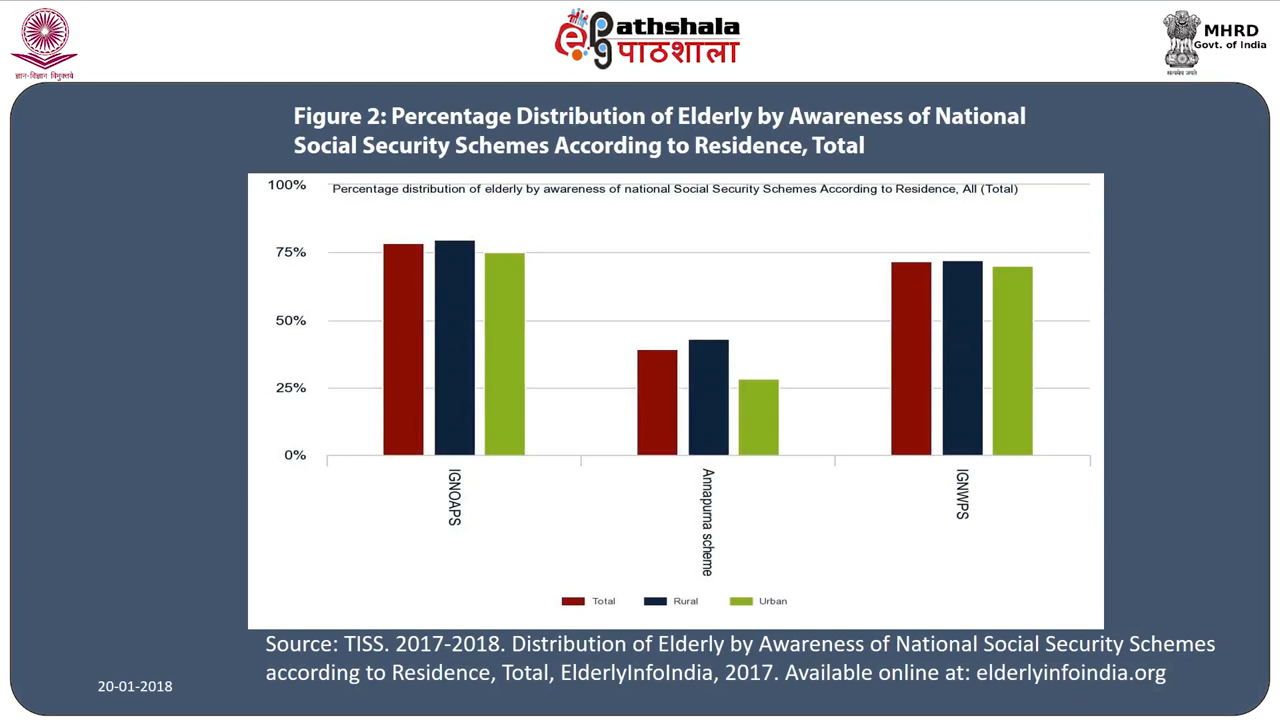 ज्ञान-विज्ञान विमुक्तये
ePathshala
पाठशाला
MHRD
Govt. of India
सत्यमेव जयते
Figure 2: Percentage Distribution of Elderly by Awareness of National
Social Security Schemes According to Residence, Total
Percentage distribution of elderly by awareness of national Social Security Schemes According to Residence, All (Total)
100%
75%
50%
25%
0%
IGNOAPS
Annapurna scheme
IGNWPS
Total Rural Urban
Source: TISS. 2017-2018. Distribution of Elderly by Awareness of National Social Security Schemes
according to Residence, Total, ElderlyInfoIndia, 2017. Available online at: elderlyinfoindia.org
20-01-2018